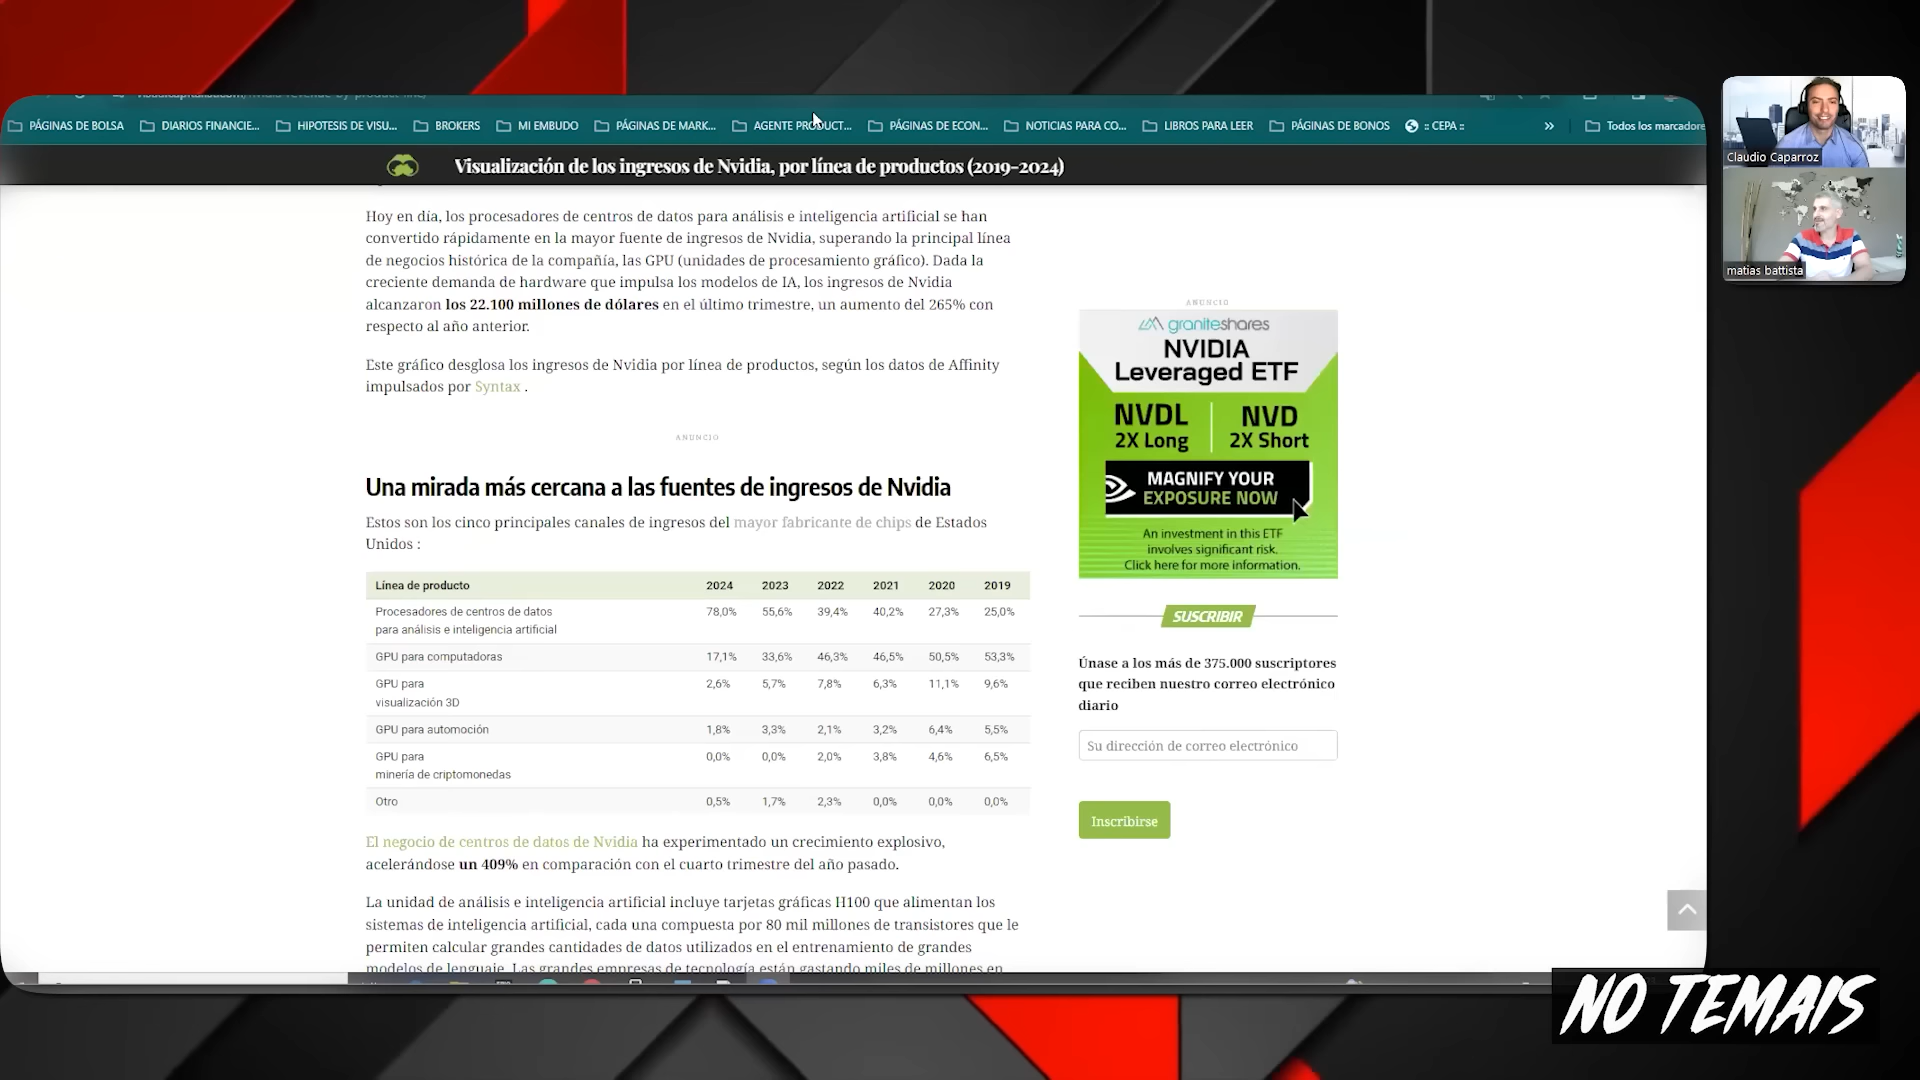 PÁGINAS DE BOLSA DIARIOS FINANCIE... HIPOTESIS DE VISU... BROKERS MI EMBUDO PÁGINAS DE MARK... AGENTE PRODUCT... PÁGINAS DE ECON... NOTICIAS PARA CO... LIBROS PARA LEER PÁGINAS DE BONOS :: CEPA :: » Todos los marcadore
Visualización de los ingresos de Nvidia, por línea de productos (2019-2024)
Hoy en día, los procesadores de centros de datos para análisis e inteligencia artificial se han
convertido rápidamente en la mayor fuente de ingresos de Nvidia, superando la principal línea
de negocios histórica de la compañía, las GPU (unidades de procesamiento gráfico). Dada la
creciente demanda de hardware que impulsa los modelos de IA, los ingresos de Nvidia
alcanzaron los 22.100 millones de dólares en el último trimestre, un aumento del 265% con
respecto al año anterior.
Este gráfico desglosa los ingresos de Nvidia por línea de productos, según los datos de Affinity
impulsados por Syntax .
ANUNCIO
Una mirada más cercana a las fuentes de ingresos de Nvidia
Estos son los cinco principales canales de ingresos del mayor fabricante de chips de Estados
Unidos :
Línea de producto 2024 2023 2022 2021 2020 2019
Procesadores de centros de datos 78,0% 55,6% 39,4% 40,2% 27,3% 25,0%
para análisis e inteligencia artificial
GPU para computadoras 17,1% 33,6% 46,3% 46,5% 50,5% 53,3%
GPU para 2,6% 5,7% 7,8% 6,3% 11,1% 9,6%
visualización 3D
GPU para automoción 1,8% 3,3% 2,1% 3,2% 6,4% 5,5%
GPU para 0,0% 0,0% 2,0% 3,8% 4,6% 6,5%
minería de criptomonedas
Otro 0,5% 1,7% 2,3% 0,0% 0,0% 0,0%
El negocio de centros de datos de Nvidia ha experimentado un crecimiento explosivo,
acelerándose un 409% en comparación con el cuarto trimestre del año pasado.
La unidad de análisis e inteligencia artificial incluye tarjetas gráficas H100 que alimentan los
sistemas de inteligencia artificial, cada una compuesta por 80 mil millones de transistores que le
permiten calcular grandes cantidades de datos utilizados en el entrenamiento de grandes
modelos de lenguaje. Las grandes empresas de tecnología están gastando miles de millones en
ANUNCIO
graniteshares
NVIDIA
Leveraged ETF
NVDL NVD
2X Long 2X Short
MAGNIFY YOUR
EXPOSURE NOW
An investment in this ETF
involves significant risk.
Click here for more information.
SUSCRIBIR
Únase a los más de 375.000 suscriptores
que reciben nuestro correo electrónico
diario
Su dirección de correo electrónico
Inscribirse
Claudio Caparroz
matias battista
NO TEMAIS